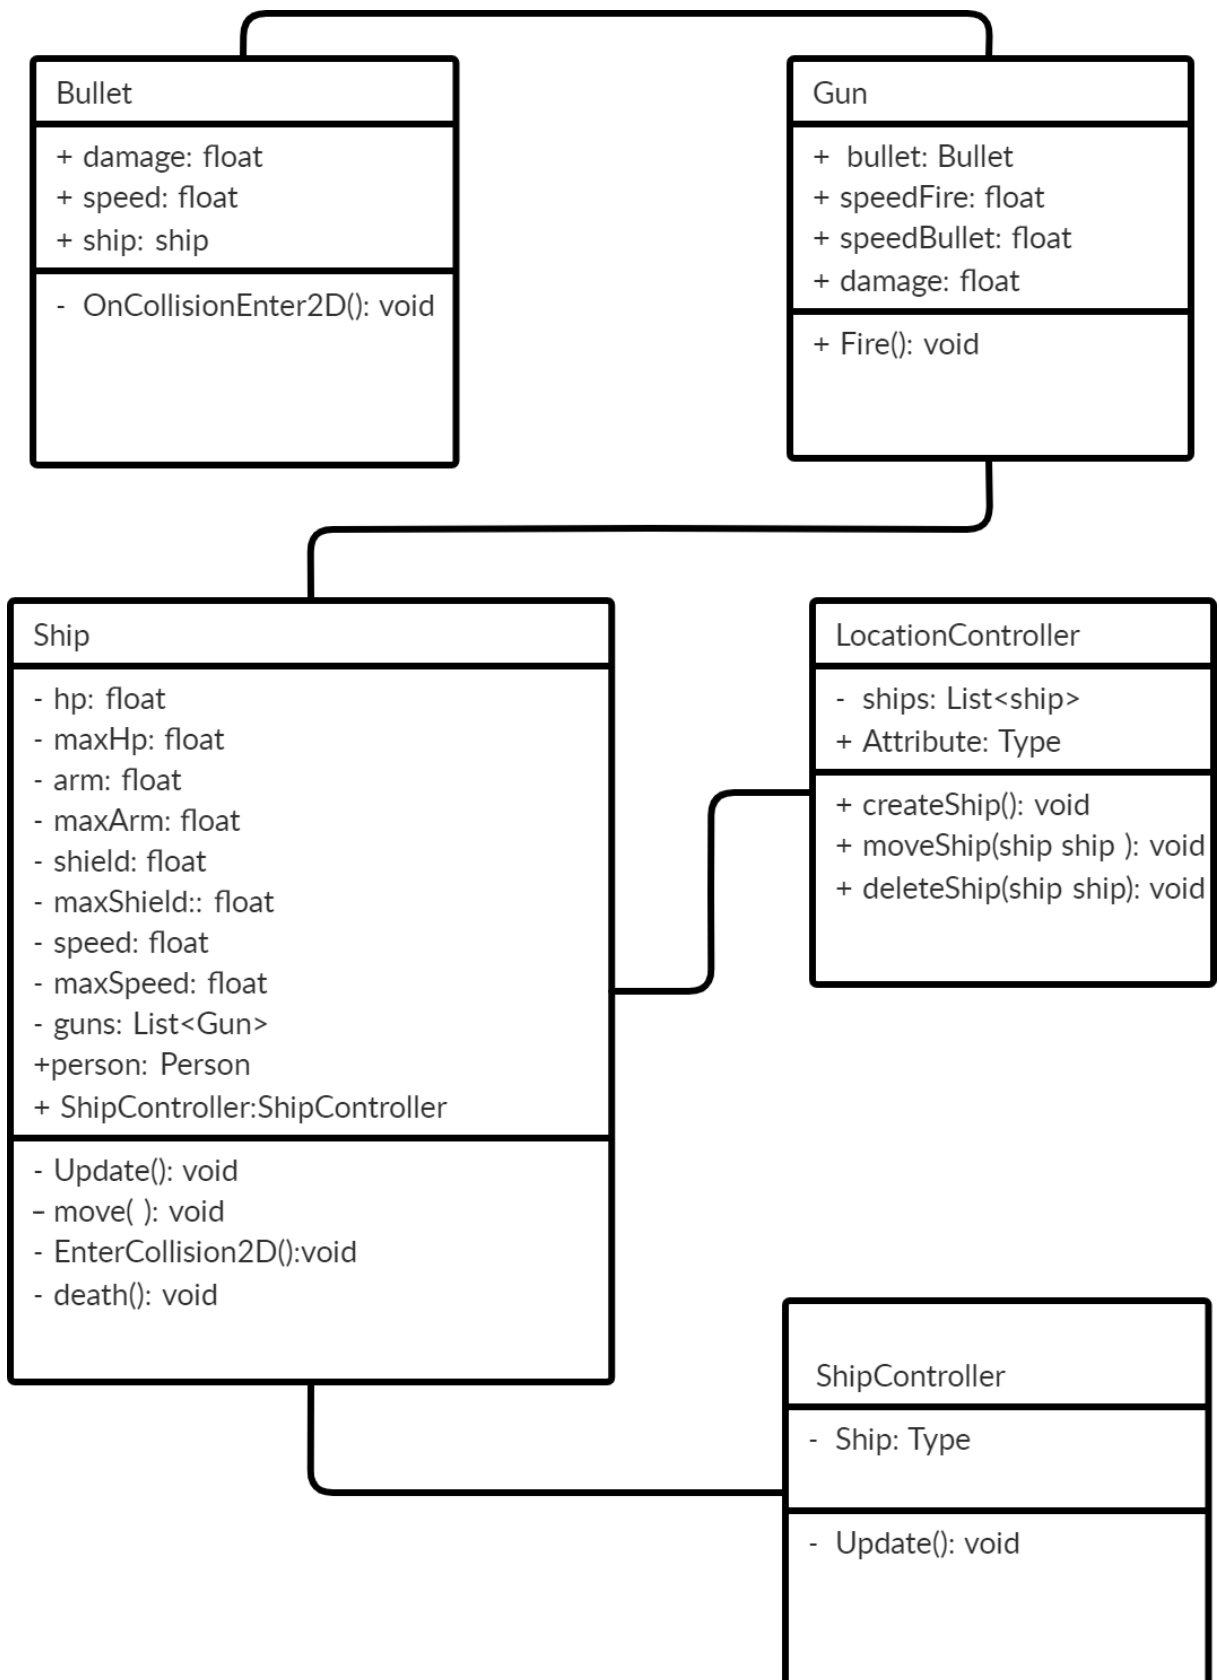 Bullet
+ damage: float
+ speed: float
+ ship: ship
- OnCollisionEnter2D(): void
Gun
+ bullet: Bullet
+ speedFire: float
+ speedBullet: float
+ damage: float
+ Fire(): void
Ship
- hp: float
- maxHp: float
- arm: float
- maxArm: float
- shield: float
- maxShield:: float
- speed: float
- maxSpeed: float
- guns: List<Gun>
+person: Person
+ ShipController:ShipController
- Update(): void
– move( ): void
- EnterCollision2D():void
- death(): void
LocationController
- ships: List<ship>
+ Attribute: Type
+ createShip(): void
+ moveShip(ship ship ): void
+ deleteShip(ship ship): void
ShipController
- Ship: Type
- Update(): void